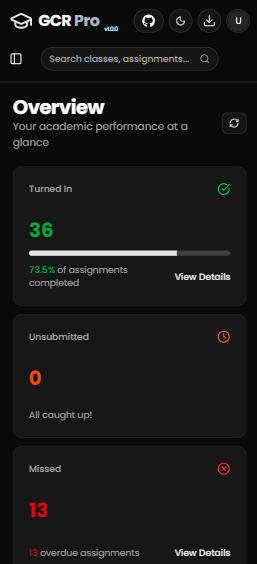 GCR Pro v1.0.0
U
Search classes, assignments...
Overview
Your academic performance at a
glance
Turned In
36
73.5% of assignments
completed
View Details
Unsubmitted
0
All caught up!
Missed
13
13 overdue assignments
View Details